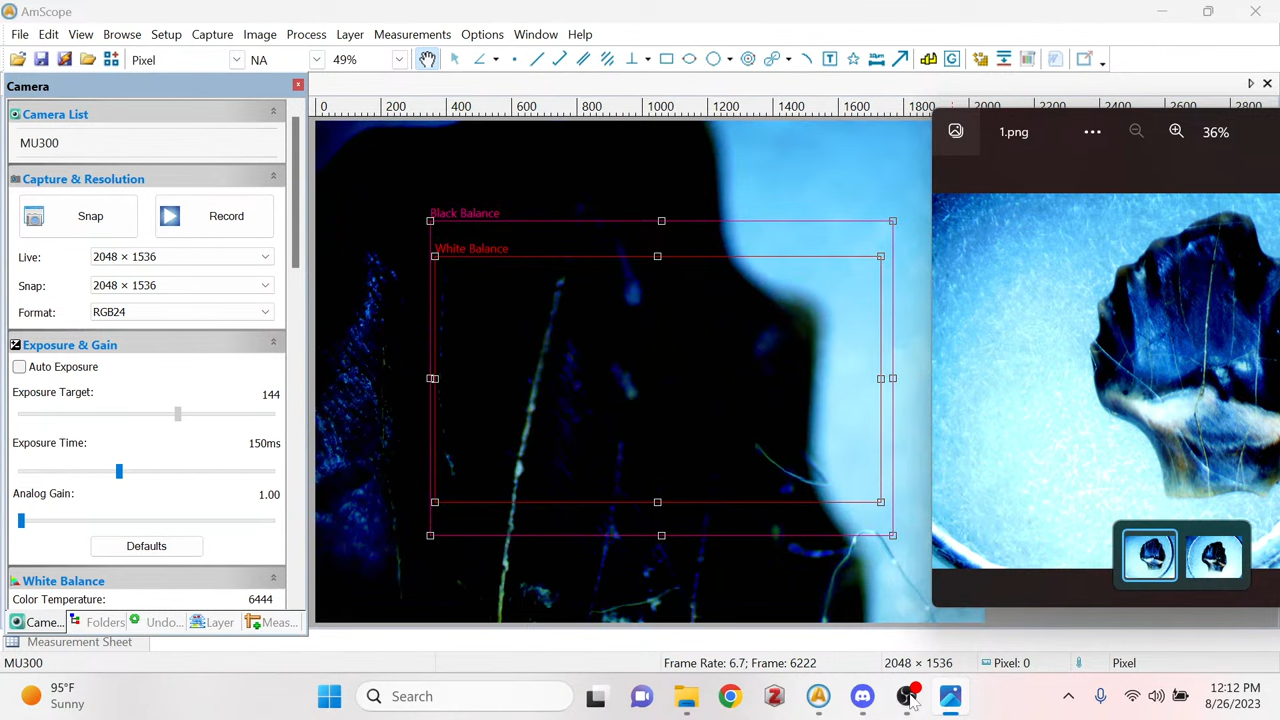 AmScope
File Edit View Browse Setup Capture Image Process Layer Measurements Options Window Help
Pixel NA 49%
Camera
Camera List
MU300
Capture & Resolution
Snap Record
Live: 2048 × 1536
Snap: 2048 × 1536
Format: RGB24
Exposure & Gain
Auto Exposure
Exposure Target: 144
Exposure Time: 150ms
Analog Gain: 1.00
Defaults
White Balance
Color Temperature: 6444
Came... Folders Undo... Layer Meas...
0 200 400 600 800 1000 1200 1400 1600 1800 2000 2200 2400 2600 2800
Black Balance
White Balance
1.png 36%
Measurement Sheet
MU300 Frame Rate: 6.7; Frame: 6222 2048 × 1536 Pixel: 0 Pixel
95°F
Sunny
Search
12:12 PM
8/26/2023